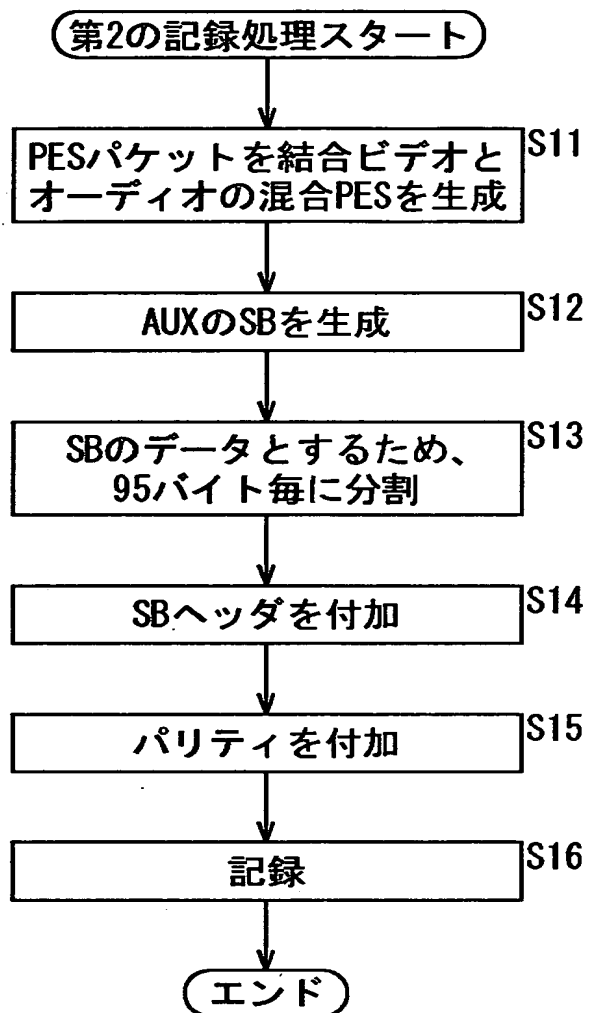 第2の記録処理スタート
S11
PESパケットを結合ビデオと
オーディオの混合PESを生成
S12
AUXのSBを生成
S13
SBのデータとするため、
95バイト毎に分割
S14
SBヘッダを付加
S15
パリティを付加
S16
記録
エンド